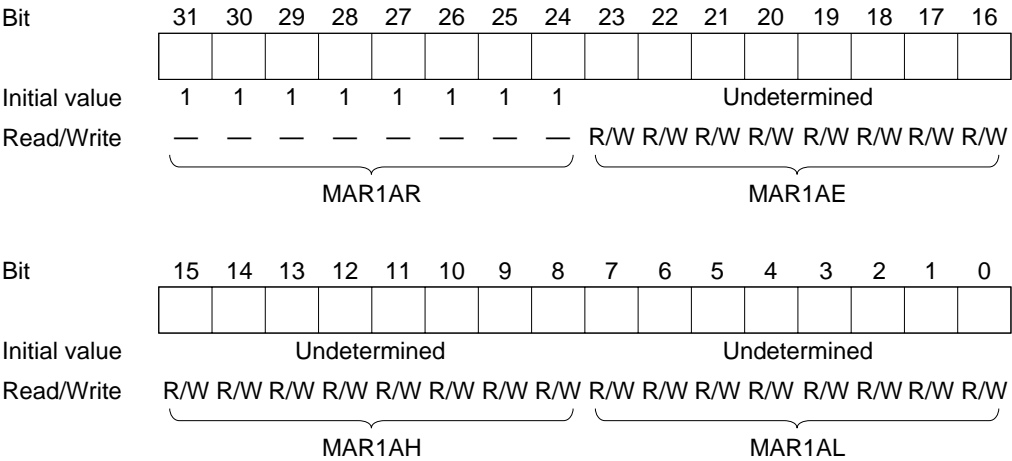 Bit 31 30 29 28 27 26 25 24 23 22 21 20 19 18 17 16
Initial value 1 1 1 1 1 1 1 1 Undetermined
Read/Write — — — — — — — — R/W R/W R/W R/W R/W R/W R/W R/W
MAR1AR MAR1AE
Bit 15 14 13 12 11 10 9 8 7 6 5 4 3 2 1 0
Initial value Undetermined Undetermined
Read/Write R/W R/W R/W R/W R/W R/W R/W R/W R/W R/W R/W R/W R/W R/W R/W R/W
MAR1AH MAR1AL